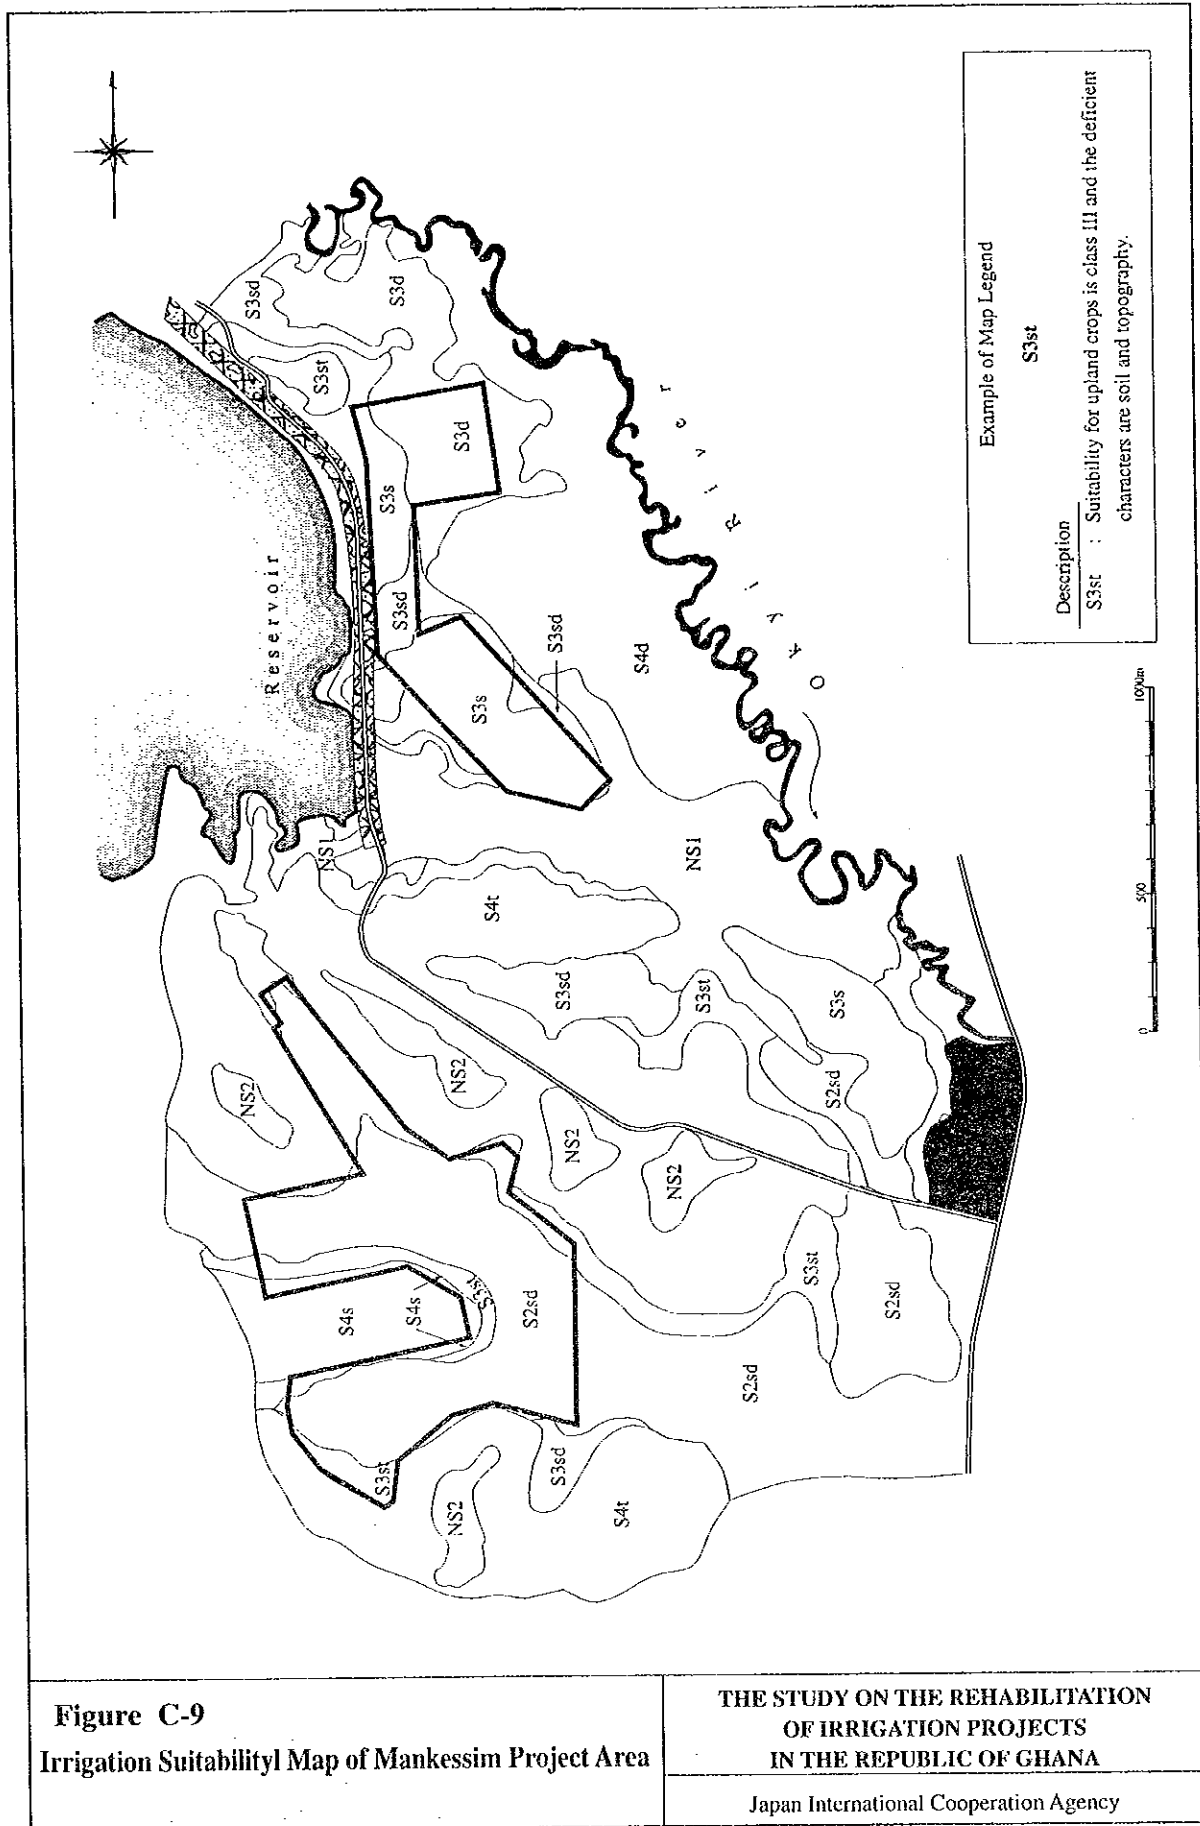 Reservoir
S3sd
S3d
S3st
S3d
S3s
S3sd
S3s
S3sd
S4d
Okyi River
NS1
NS1
S4t
S3sd
S3st
S3s
S2sd
NS2
NS2
NS2
NS2
S3st
S2sd
S4s
S4s
S3st
S2sd
S2sd
S3st
NS2
S3sd
S4t
Example of Map Legend
S3st
Description
S3st : Suitability for upland crops is class III and the deficient
characters are soil and topography.
0 500 1000m
Figure C-9
Irrigation Suitabilityl Map of Mankessim Project Area
THE STUDY ON THE REHABILITATION
OF IRRIGATION PROJECTS
IN THE REPUBLIC OF GHANA
Japan International Cooperation Agency